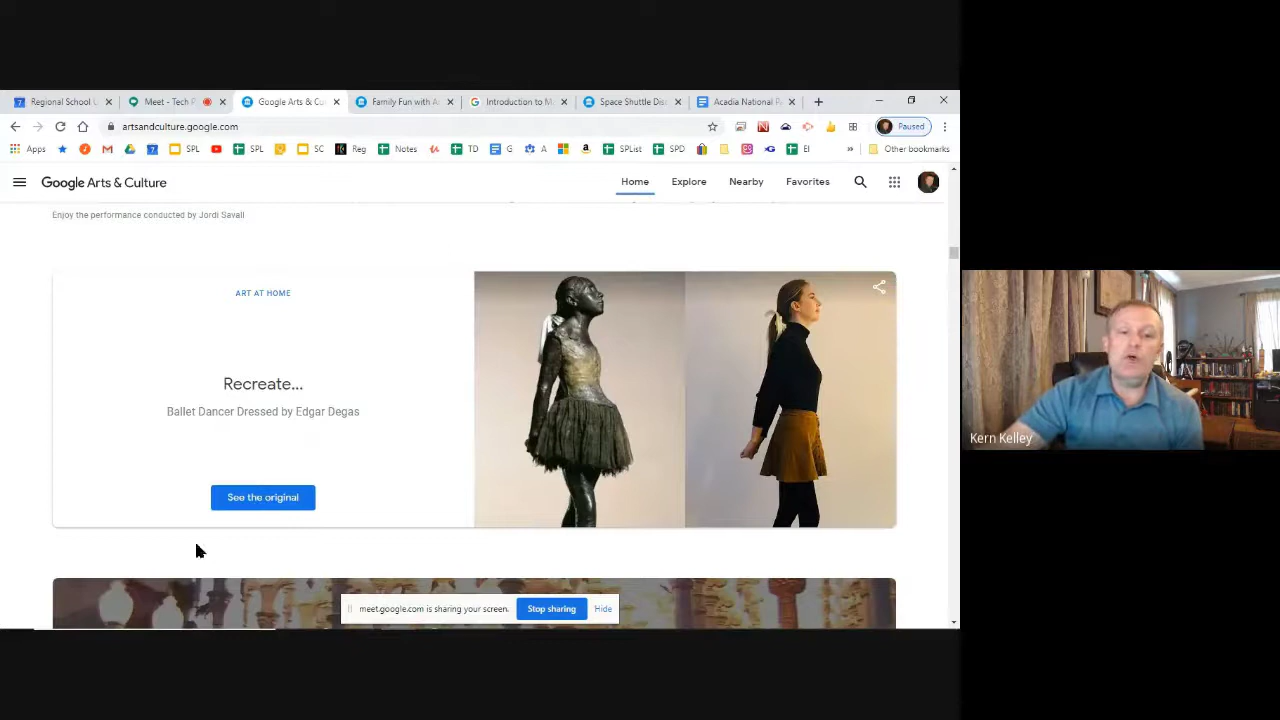 Regional School U
Meet - Tech
Google Arts & Cu
Family Fun with A
Introduction to M
Space Shuttle Dis
Acadia National P
artsandculture.google.com
Paused
Apps
SPL
SPL
SC
Reg
Notes
TD
G
A
SPList
SPD
EI
Other bookmarks
Google Arts & Culture
Home
Explore
Nearby
Favorites
Enjoy the performance conducted by Jordi Savall
ART AT HOME
Recreate...
Ballet Dancer Dressed by Edgar Degas
See the original
Kern Kelley
meet.google.com is sharing your screen.
Stop sharing
Hide